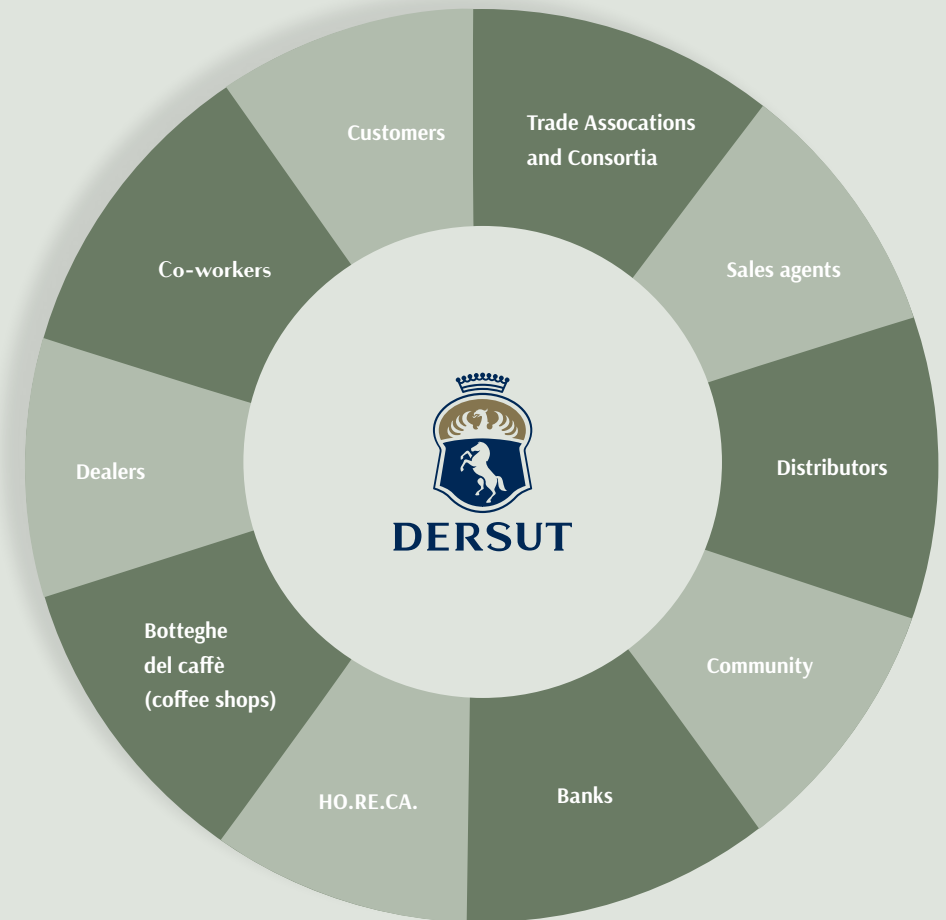 Customers
Trade Assocations
and Consortia
Co-workers
Sales agents
Dealers
Distributors
DERSUT
Botteghe
del caffè
(coffee shops)
Community
HO.RE.CA.
Banks